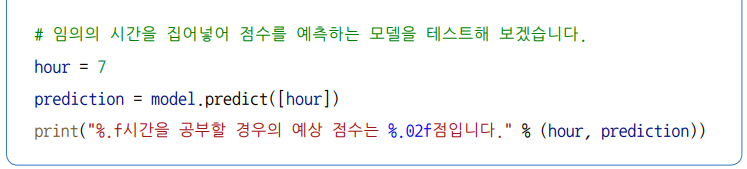 # 임의의 시간을 집어넣어 점수를 예측하는 모델을 테스트해 보겠습니다.
hour = 7
prediction = model.predict([hour])
print("%.f시간을 공부할 경우의 예상 점수는 %.02f점입니다." % (hour, prediction))